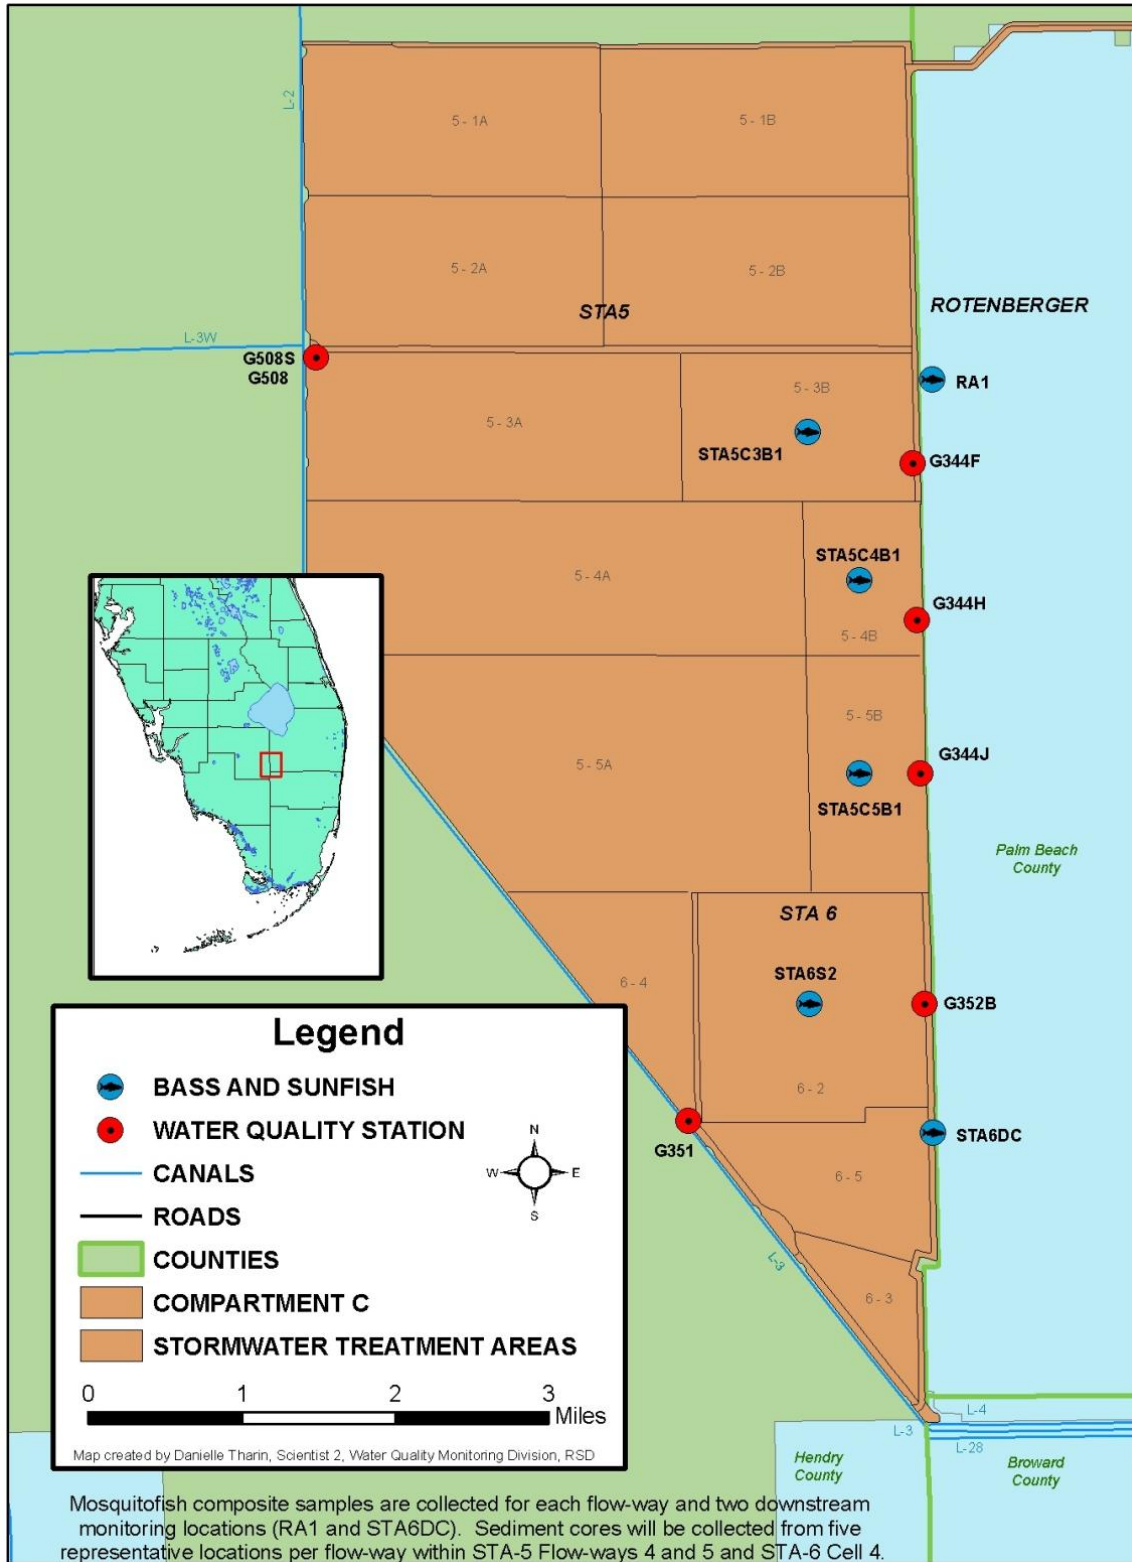 L-2
5 - 1A
5 - 1B
5 - 2A
5 - 2B
STA5
ROTENBERGER
L-3W
G508S
G508
RA1
5 - 3B
5 - 3A
STA5C3B1
G344F
STA5C4B1
5 - 4A
G344H
5 - 4B
5 - 5B
G344J
5 - 5A
STA5C5B1
Palm Beach
County
STA 6
STA6S2
6 - 4
G352B
6 - 2
STA6DC
G351
6 - 5
L-3
6 - 3
Legend
BASS AND SUNFISH
WATER QUALITY STATION
CANALS
ROADS
COUNTIES
COMPARTMENT C
STORMWATER TREATMENT AREAS
N
W E
S
0 1 2 3
Miles
Map created by Danielle Tharin, Scientist 2, Water Quality Monitoring Division, RSD
L-4
L-3
L-28
Hendry
County
Broward
County
Mosquitofish composite samples are collected for each flow-way and two downstream
monitoring locations (RA1 and STA6DC). Sediment cores will be collected from five
representative locations per flow-way within STA-5 Flow-ways 4 and 5 and STA-6 Cell 4.